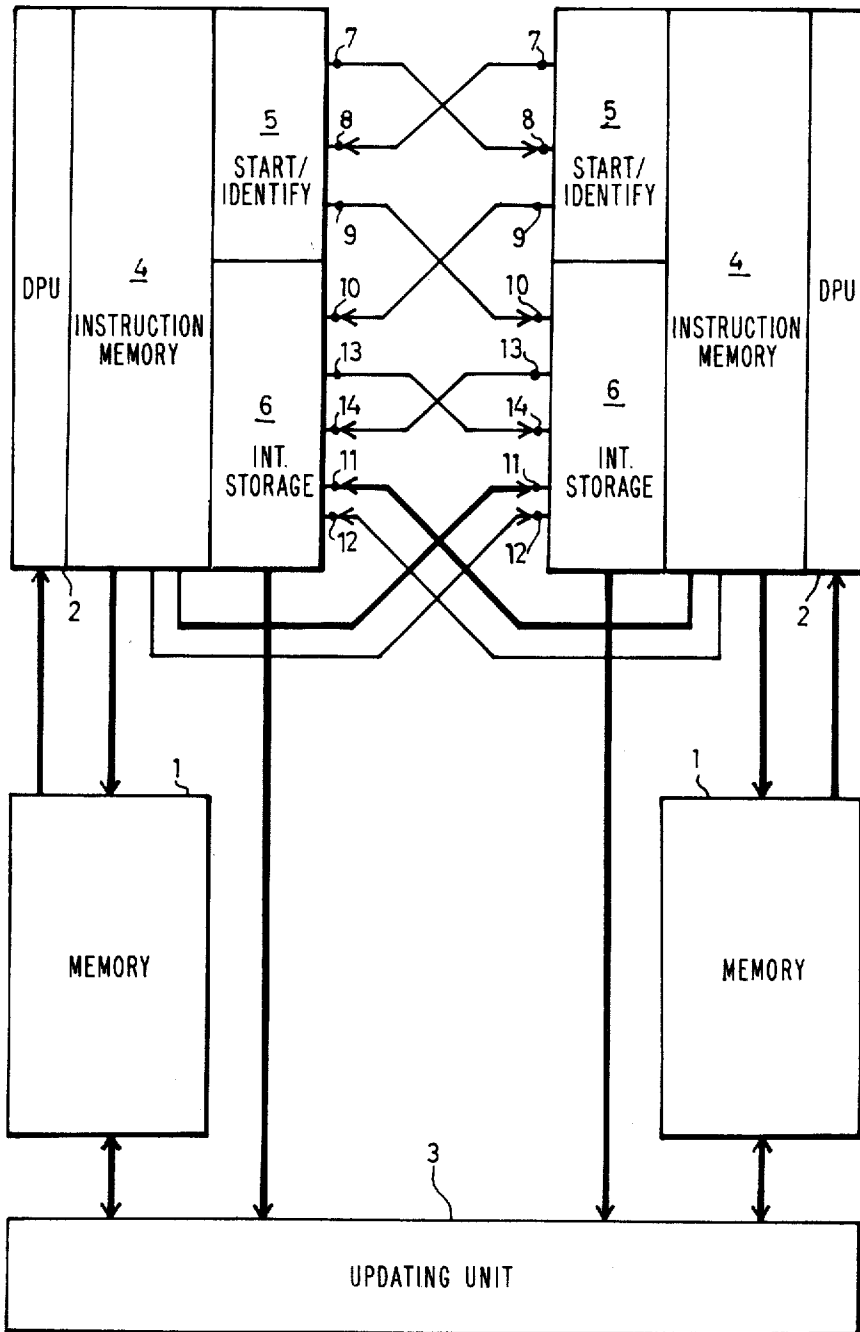 7
7
5
8
START/
IDENTIFY
9
8
5
START/
IDENTIFY
9
DPU
4
INSTRUCTION
MEMORY
10
13
6
14
INT.
STORAGE
11
12
10
13
6
14
INT.
STORAGE
11
12
4
INSTRUCTION
MEMORY
DPU
2
2
1
MEMORY
1
MEMORY
3
UPDATING UNIT